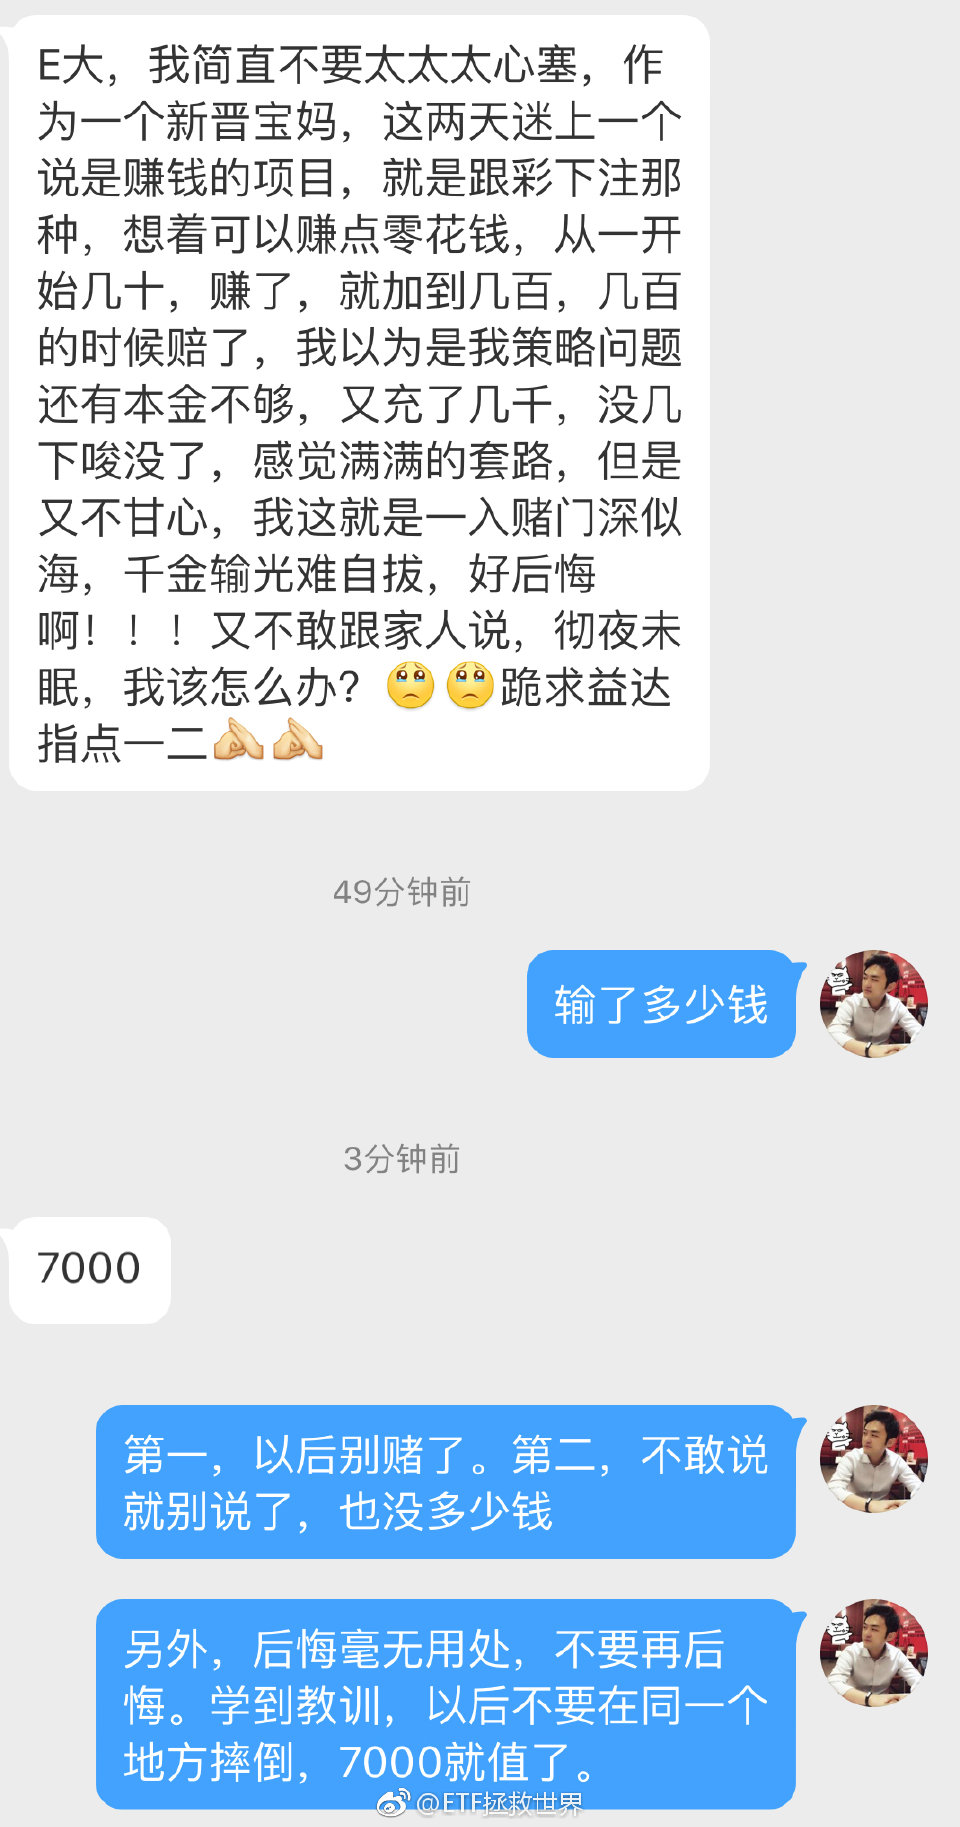 E大，我简直不要太太太心塞，作
为一个新晋宝妈，这两天迷上一个
说是赚钱的项目，就是跟彩下注那
种，想着可以赚点零花钱，从一开
始几十，赚了，就加到几百，几百
的时候赔了，我以为是我策略问题
还有本金不够，又充了几千，没几
下唆没了，感觉满满的套路，但是
又不甘心，我这就是一入赌门深似
海，千金输光难自拔，好后悔
啊！！！又不敢跟家人说，彻夜未
眠，我该怎么办？🥺🥺跪求益达
指点一二🙏🏻🙏🏻
49分钟前
输了多少钱
3分钟前
7000
第一，以后别赌了。第二，不敢说
就别说了，也没多少钱
另外，后悔毫无用处，不要再后
悔。学到教训，以后不要在同一个
地方摔倒，7000就值了。
@ETF拯救世界